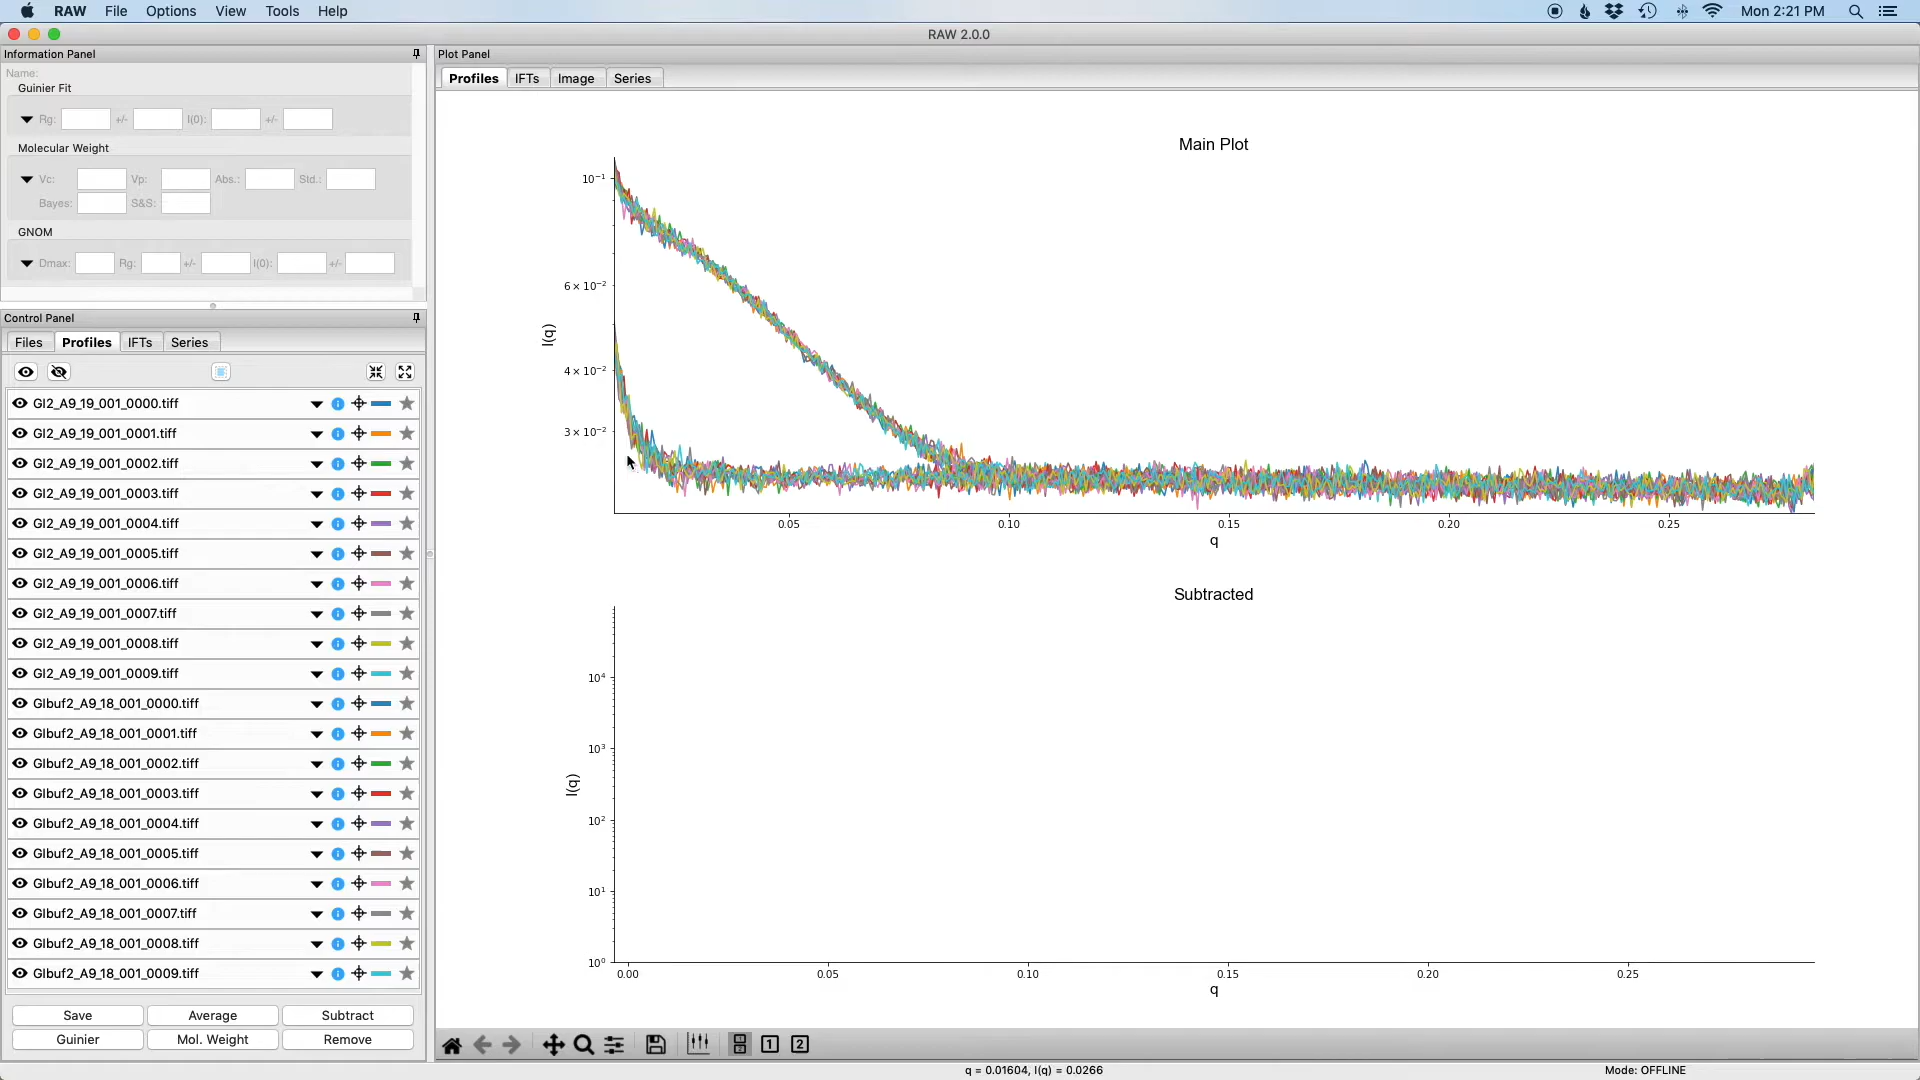 RAW File Options View Tools Help Mon 2:21 PM
RAW 2.0.0
Information Panel
Name:
Guinier Fit
Rg: +/- I(0): +/-
Molecular Weight
Vc: Vp: Abs.: Std.:
Bayes: S&S:
GNOM
Dmax: Rg: +/- I(0): +/-
Control Panel
Files Profiles IFTs Series
GI2_A9_19_001_0000.tiff
GI2_A9_19_001_0001.tiff
GI2_A9_19_001_0002.tiff
GI2_A9_19_001_0003.tiff
GI2_A9_19_001_0004.tiff
GI2_A9_19_001_0005.tiff
GI2_A9_19_001_0006.tiff
GI2_A9_19_001_0007.tiff
GI2_A9_19_001_0008.tiff
GI2_A9_19_001_0009.tiff
GIbuf2_A9_18_001_0000.tiff
GIbuf2_A9_18_001_0001.tiff
GIbuf2_A9_18_001_0002.tiff
GIbuf2_A9_18_001_0003.tiff
GIbuf2_A9_18_001_0004.tiff
GIbuf2_A9_18_001_0005.tiff
GIbuf2_A9_18_001_0006.tiff
GIbuf2_A9_18_001_0007.tiff
GIbuf2_A9_18_001_0008.tiff
GIbuf2_A9_18_001_0009.tiff
Save Average Subtract
Guinier Mol. Weight Remove
Plot Panel
Profiles IFTs Image Series
Main Plot
10⁻¹
6 × 10⁻²
4 × 10⁻²
3 × 10⁻²
I(q)
0.05 0.10 0.15 0.20 0.25
q
Subtracted
10⁴
10³
10²
10¹
10⁰
I(q)
0.00 0.05 0.10 0.15 0.20 0.25
q
1 2
q = 0.01604, I(q) = 0.0266 Mode: OFFLINE